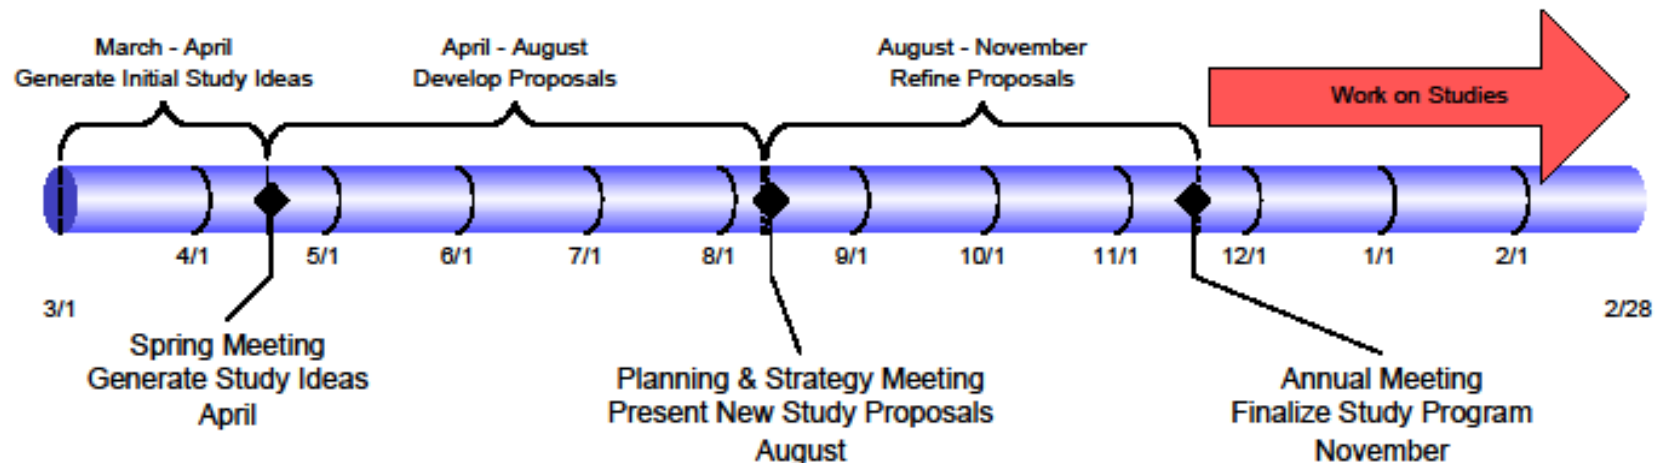 March - April
Generate Initial Study Ideas
April - August
Develop Proposals
August - November
Refine Proposals
Work on Studies
4/1
5/1
6/1
7/1
8/1
9/1
10/1
11/1
12/1
1/1
2/1
3/1
2/28
Spring Meeting
Generate Study Ideas
April
Planning & Strategy Meeting
Present New Study Proposals
August
Annual Meeting
Finalize Study Program
November